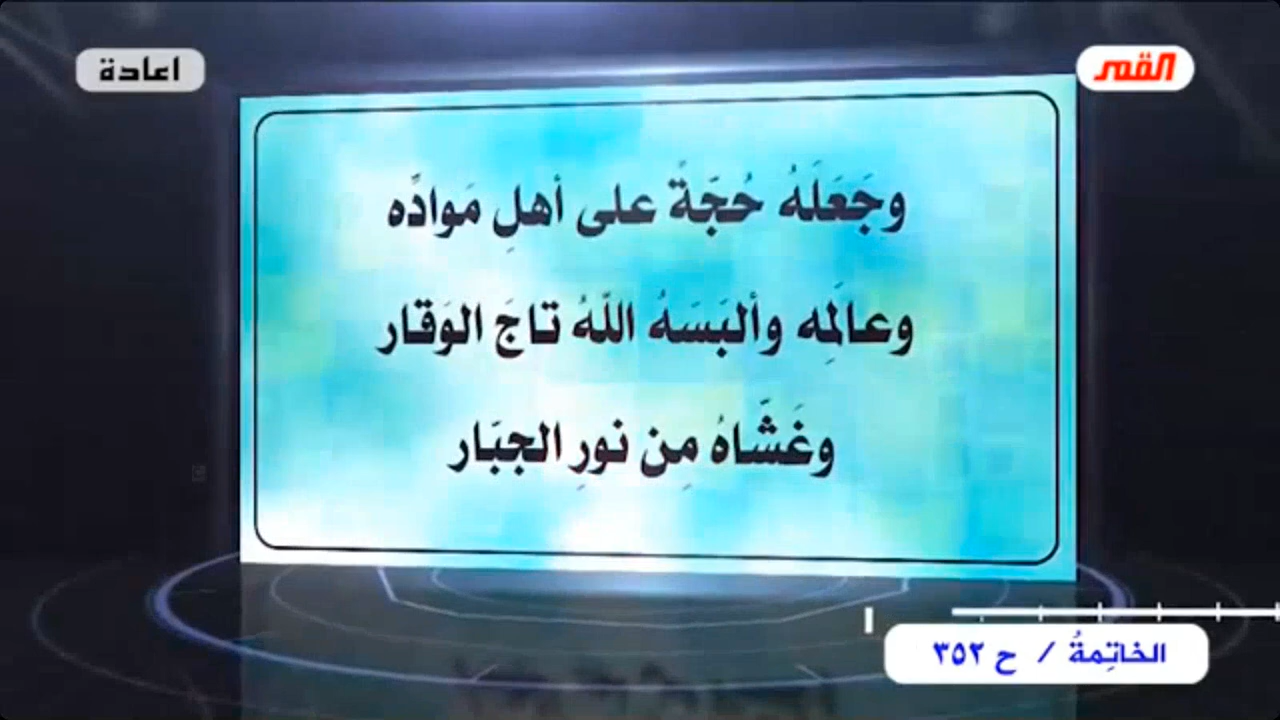 اعادة
القمر
وجَعَلَهُ حُجّةً على أهلِ مَوادِّه
وعالَمِه وألبَسَهُ اللّهُ تاجَ الوَقار
وغَشَّاهُ مِن نورِ الجبَار
الخاتِمةُ / ح ٣٥٢